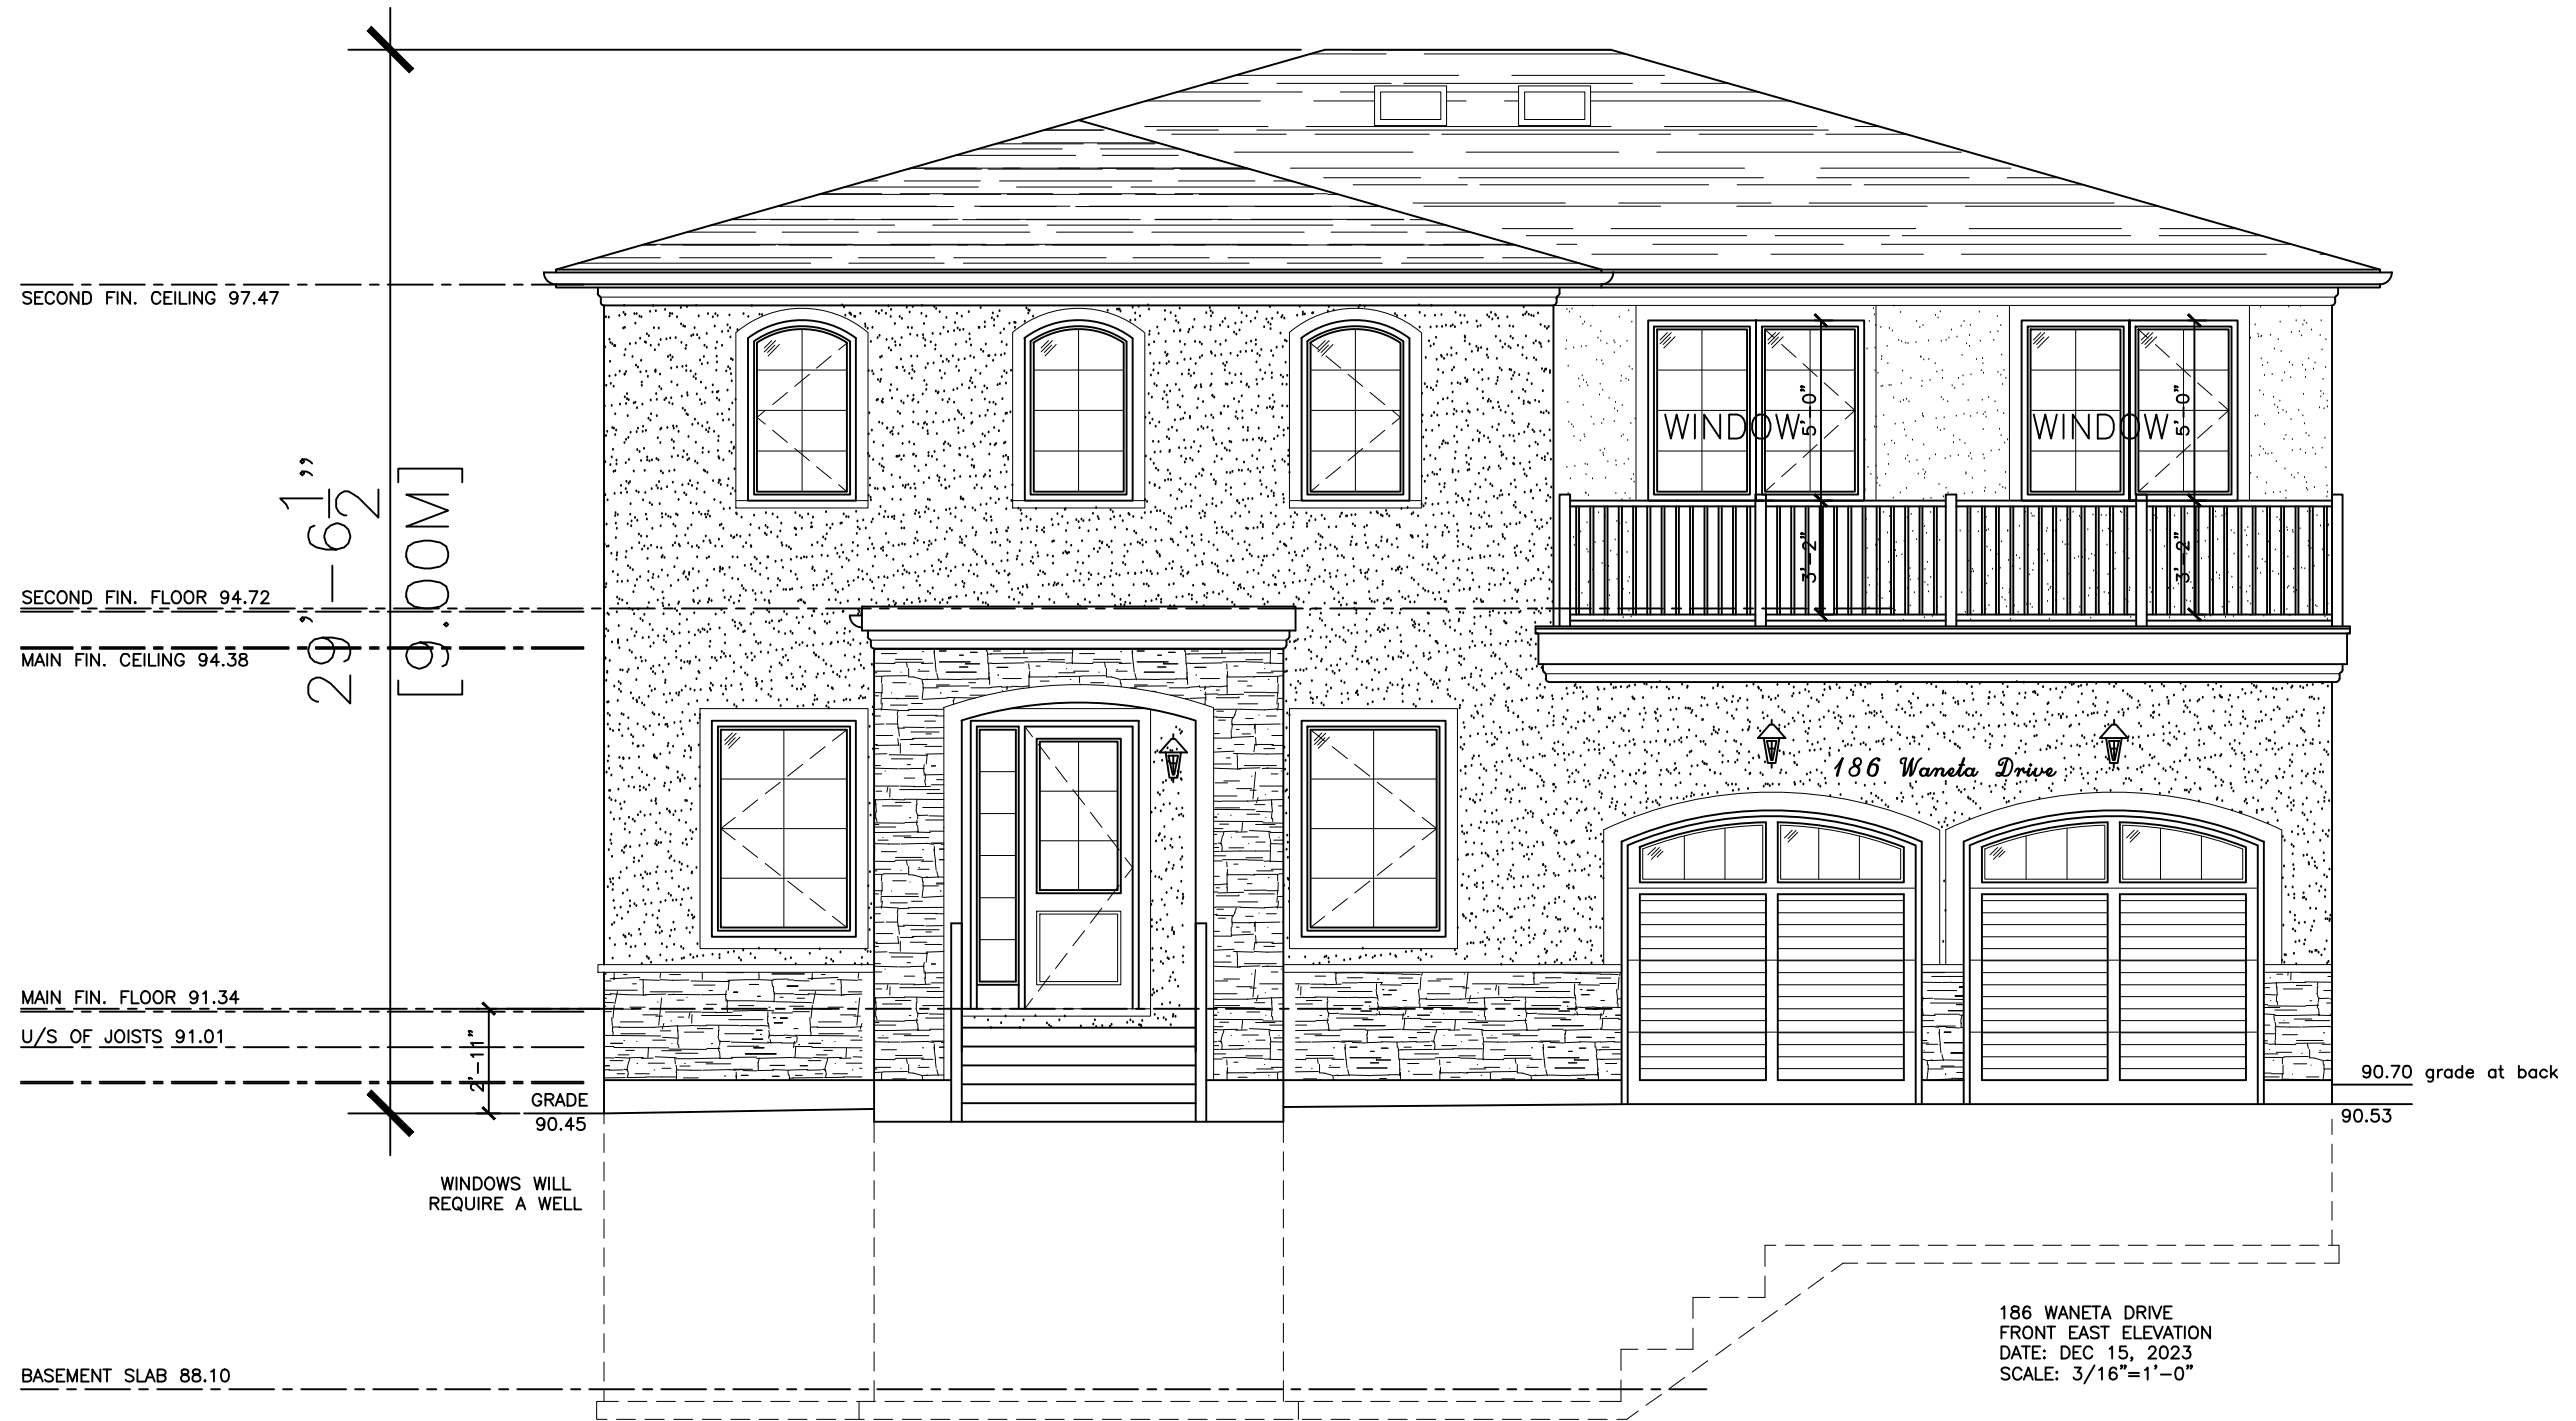 SECOND FIN. CEILING 97.47
SECOND FIN. FLOOR 94.72
MAIN FIN. CEILING 94.38
29'-6 1/2"
[9.00M]
WINDOW
5'-0"
WINDOW
5'-0"
3'-2"
3'-2"
186 Waneta Drive
MAIN FIN. FLOOR 91.34
U/S OF JOISTS 91.01
2'-11"
GRADE
90.45
90.70 grade at back
90.53
WINDOWS WILL
REQUIRE A WELL
BASEMENT SLAB 88.10
186 WANETA DRIVE
FRONT EAST ELEVATION
DATE: DEC 15, 2023
SCALE: 3/16"=1'-0"